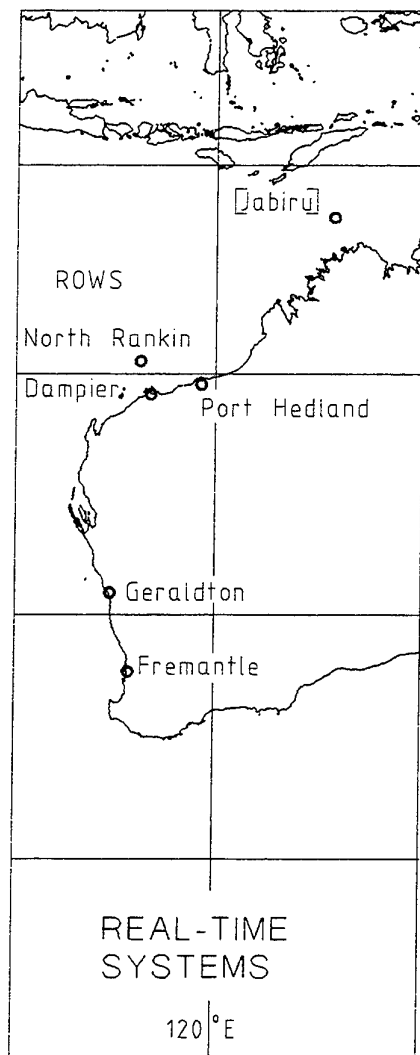 [Jabiru]
ROWS
North Rankin
Dampier
Port Hedland
Geraldton
Fremantle
REAL-TIME
SYSTEMS
120°E